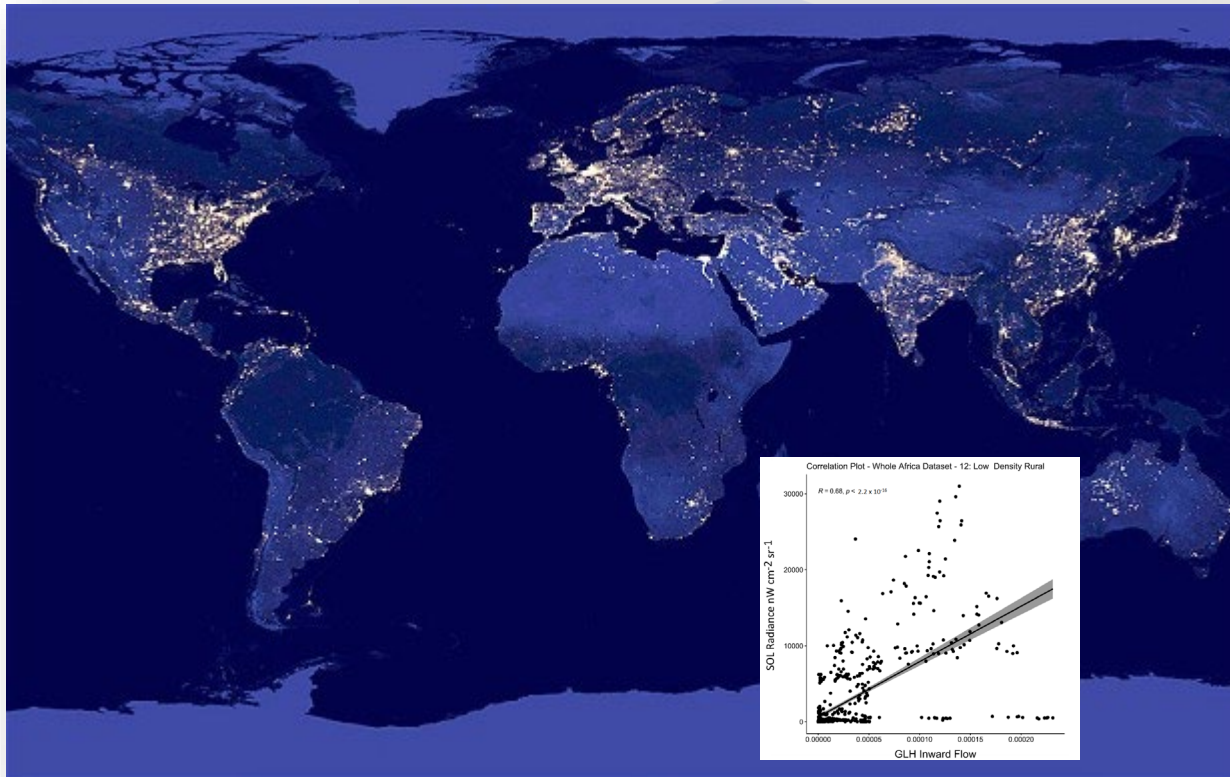 Correlation Plot - Whole Africa Dataset - 12: Low Density Rural
R = 0.68, p < 2.2 x 10-16
30000
20000
10000
0
SOL Radiance nW cm-2 sr-1
0.00000 0.00005 0.00010 0.00015 0.00020
GLH Inward Flow